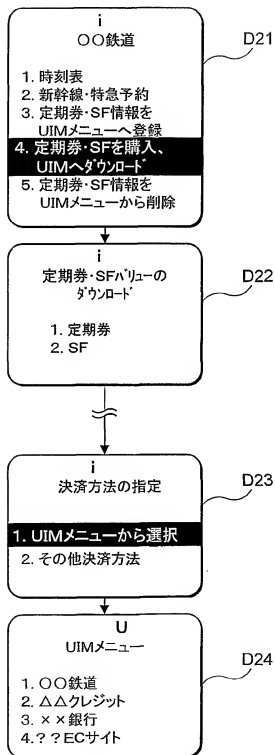 i
〇〇鉄道
D21
1. 時刻表
2. 新幹線・特急予約
3. 定期券・SF情報を
UIMメニューへ登録
4. 定期券・SFを購入、
UIMへダウンロード
5. 定期券・SF情報を
UIMメニューから削除
i
定期券・SFバリューの
ダウンロード
D22
1. 定期券
2. SF
i
決済方法の指定
D23
1. UIMメニューから選択
2. その他決済方法
U
UIMメニュー
D24
1. 〇〇鉄道
2. △△クレジット
3. ××銀行
4. ??ECサイト